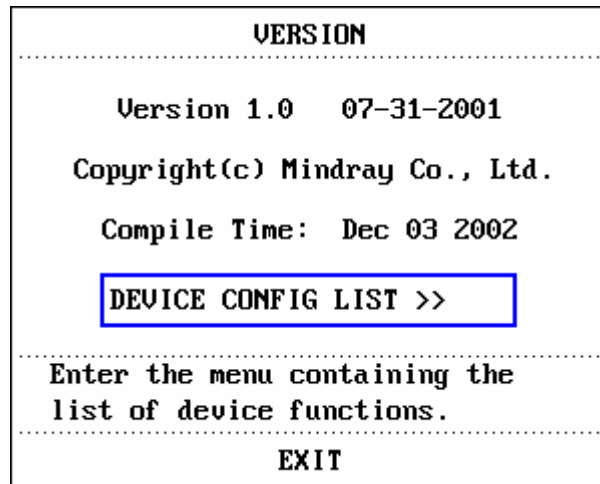 VERSION
Version 1.0 07-31-2001
Copyright(c) Mindray Co., Ltd.
Compile Time: Dec 03 2002
DEVICE CONFIG LIST >>
Enter the menu containing the
list of device functions.
EXIT